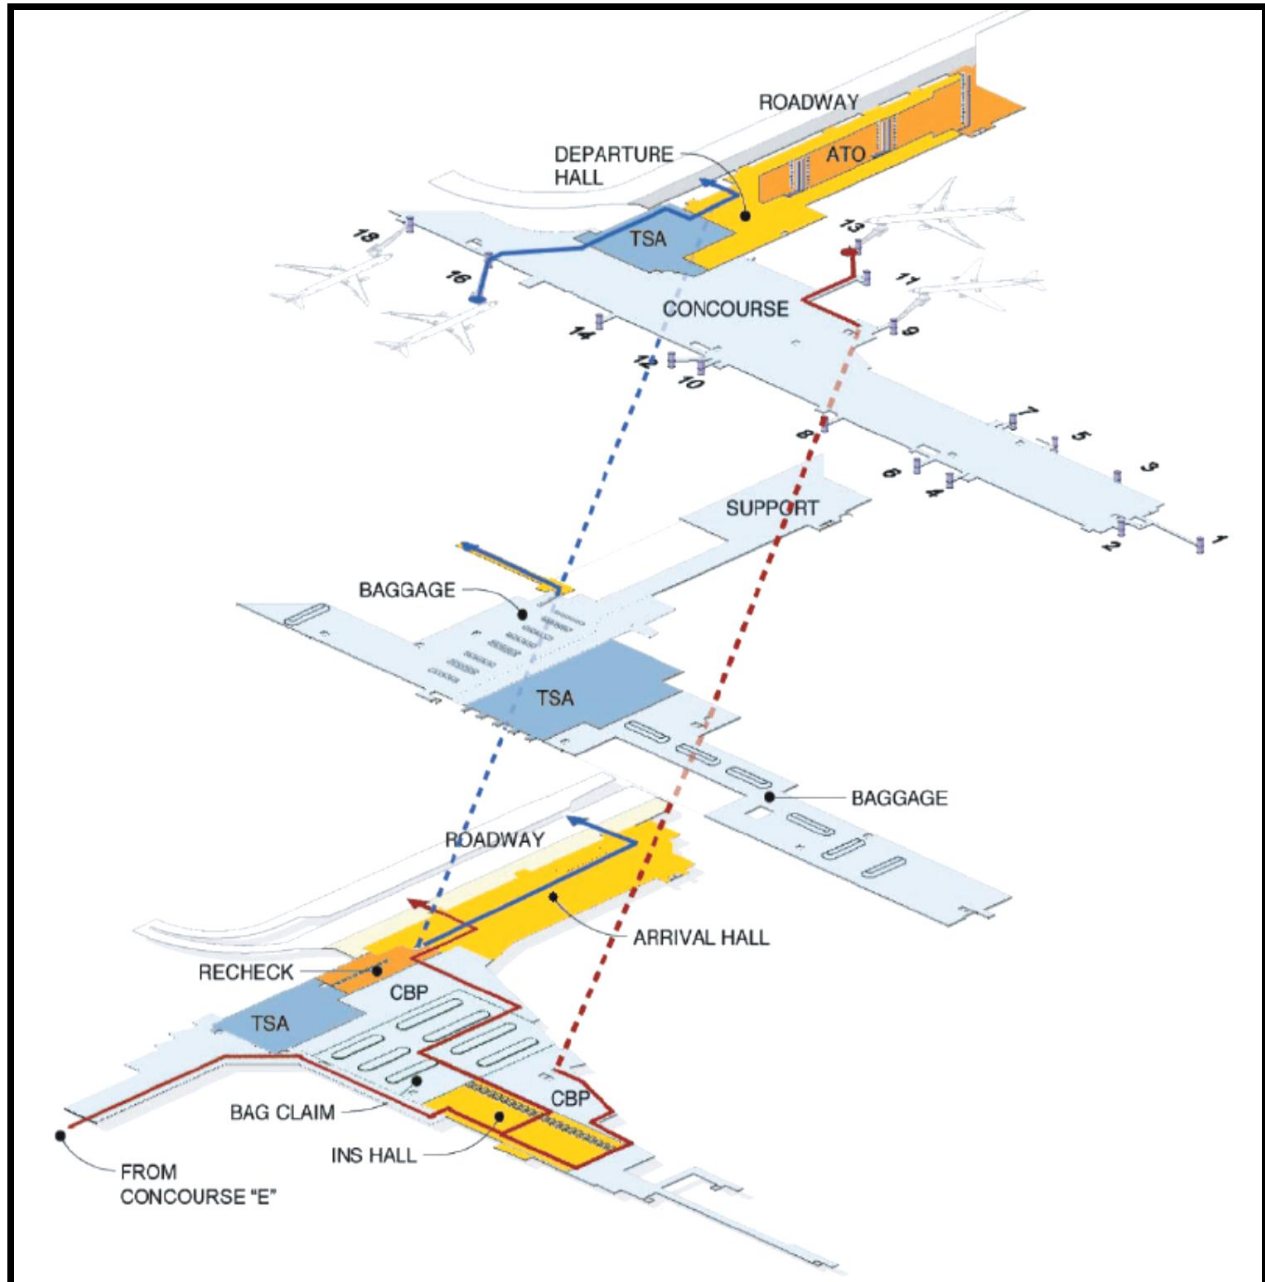 ROADWAY
DEPARTURE
HALL
ATO
TSA
13
18
16
11
CONCOURSE
14
9
12
10
7
8
5
6
4
3
2
1
SUPPORT
BAGGAGE
TSA
BAGGAGE
ROADWAY
ARRIVAL HALL
RECHECK
CBP
TSA
CBP
BAG CLAIM
INS HALL
FROM
CONCOURSE "E"